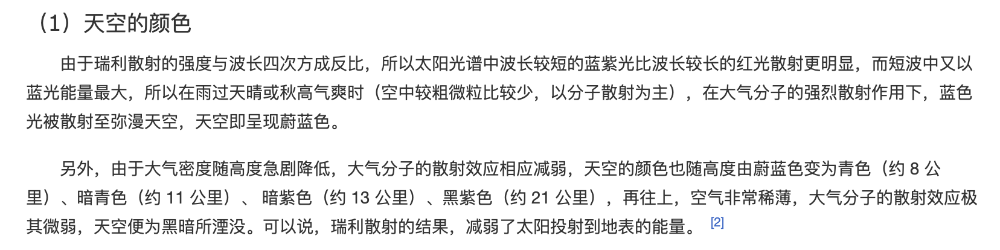 （1）天空的颜色
由于瑞利散射的强度与波长四次方成反比，所以太阳光谱中波长较短的蓝紫光比波长较长的红光散射更明显，而短波中又以
蓝光能量最大，所以在雨过天晴或秋高气爽时（空中较粗微粒比较少，以分子散射为主），在大气分子的强烈散射作用下，蓝色
光被散射至弥漫天空，天空即呈现蔚蓝色。
另外，由于大气密度随高度急剧降低，大气分子的散射效应相应减弱，天空的颜色也随高度由蔚蓝色变为青色（约 8 公
里）、暗青色（约 11 公里）、 暗紫色（约 13 公里）、黑紫色（约 21 公里），再往上，空气非常稀薄，大气分子的散射效应极
其微弱，天空便为黑暗所湮没。可以说，瑞利散射的结果，减弱了太阳投射到地表的能量。 [2]